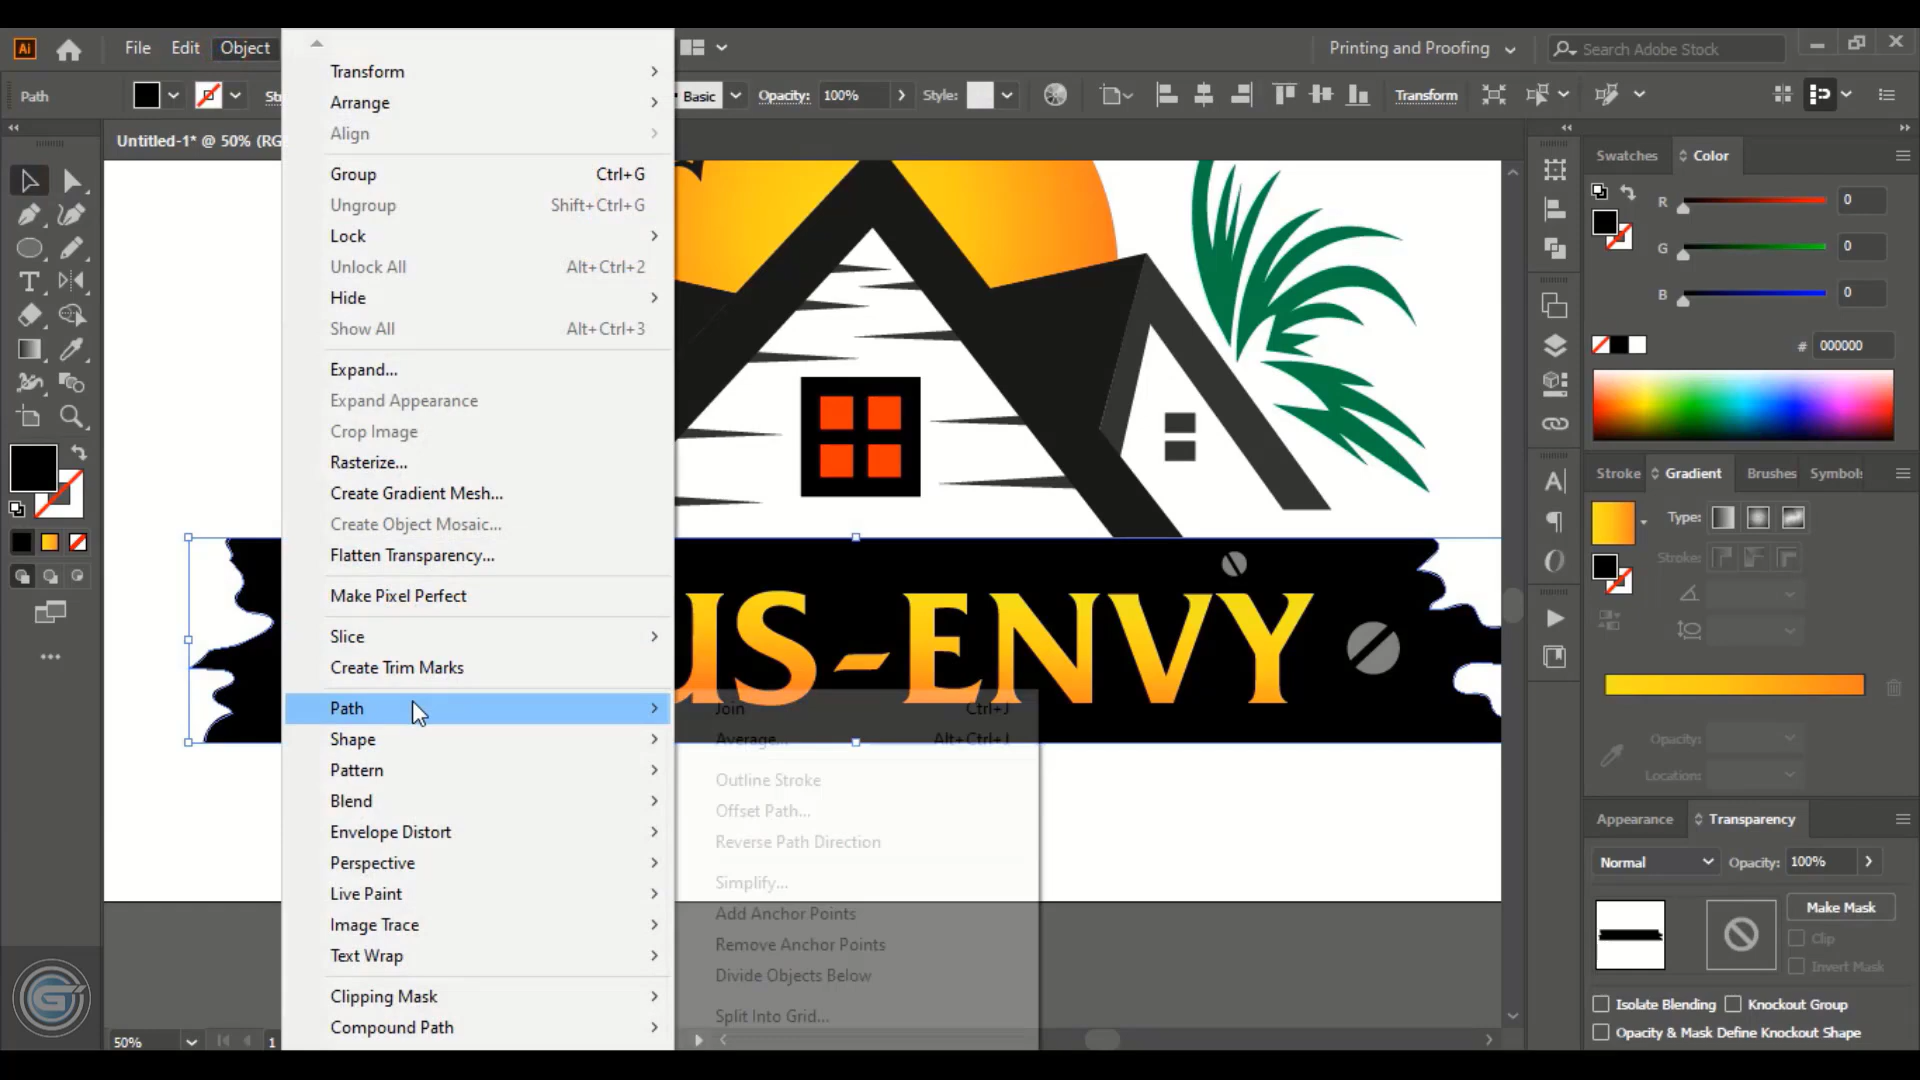 Ai File Edit Object Printing and Proofing Search Adobe Stock
Path Basic Opacity: 100% Style: Transform
Untitled-1* @ 50% (RG
Transform
Arrange
Align
Group Ctrl+G
Ungroup Shift+Ctrl+G
Lock
Unlock All Alt+Ctrl+2
Hide
Show All Alt+Ctrl+3
Expand...
Expand Appearance
Crop Image
Rasterize...
Create Gradient Mesh...
Create Object Mosaic...
Flatten Transparency...
Make Pixel Perfect
Slice
Create Trim Marks
Path
Shape
Pattern
Blend
Envelope Distort
Perspective
Live Paint
Image Trace
Text Wrap
Clipping Mask
Compound Path
Join Ctrl+J
Average... Alt+Ctrl+J
Outline Stroke
Offset Path...
Reverse Path Direction
Simplify...
Add Anchor Points
Remove Anchor Points
Divide Objects Below
Split Into Grid...
US-ENVY
Swatches Color
R 0
G 0
B 0
# 000000
Stroke Gradient Brushes Symbols
Type:
Stroke:
Opacity:
Location:
Appearance Transparency
Normal Opacity: 100%
Make Mask
Clip
Invert Mask
Isolate Blending Knockout Group
Opacity & Mask Define Knockout Shape
50% 1